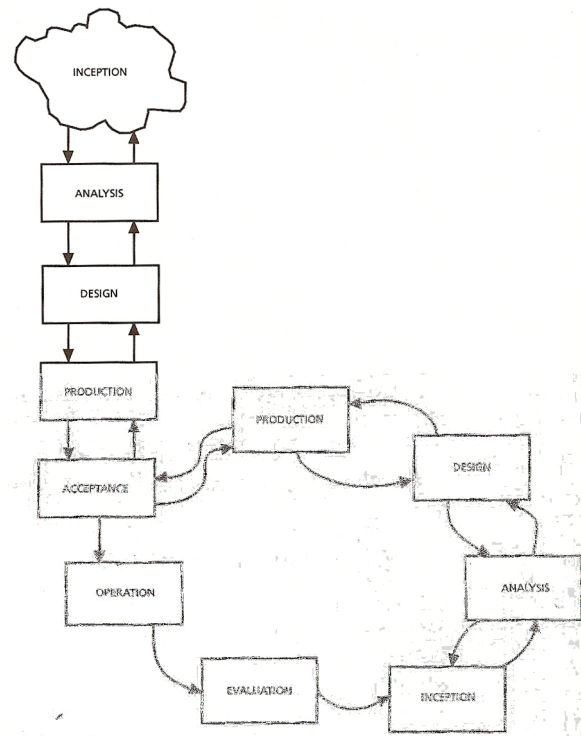 INCEPTION
ANALYSIS
DESIGN
PRODUCTION
PRODUCTION
DESIGN
ACCEPTANCE
OPERATION
ANALYSIS
EVALUATION
INCEPTION